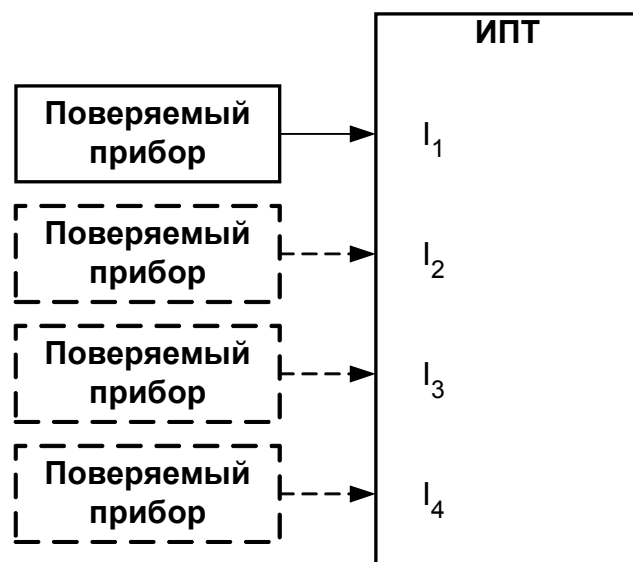 ИПТ
Поверяемый
прибор
I₁
Поверяемый
прибор
I₂
Поверяемый
прибор
I₃
Поверяемый
прибор
I₄